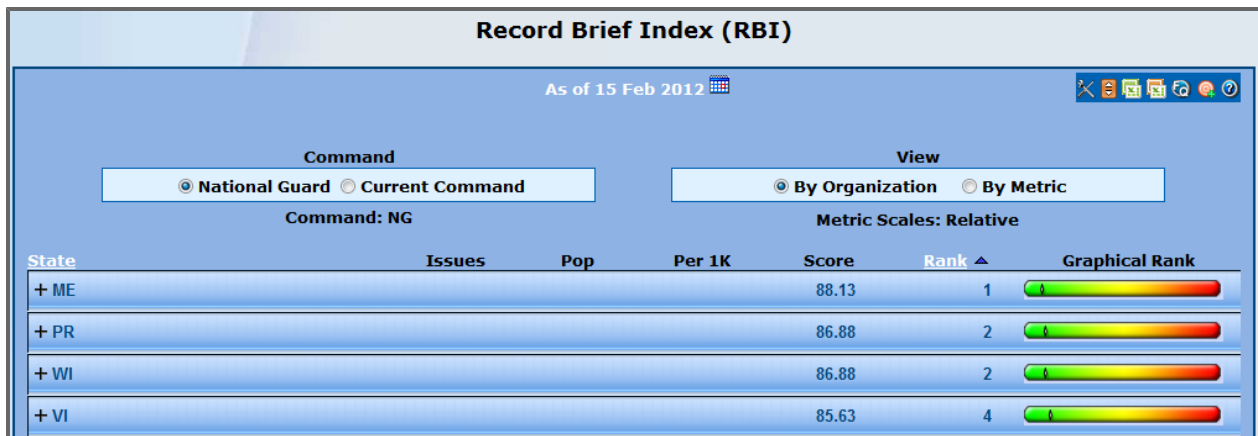 Record Brief Index (RBI)
As of 15 Feb 2012
Command View
National Guard Current Command By Organization By Metric
Command: NG Metric Scales: Relative
State Issues Pop Per 1K Score Rank Graphical Rank
+ ME 88.13 1
+ PR 86.88 2
+ WI 86.88 2
+ VI 85.63 4